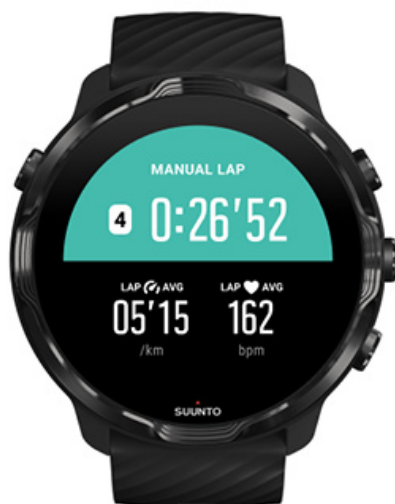 MANUAL LAP
4 0:26'52
LAP AVG LAP AVG
05'15 162
/km bpm
SUUNTO